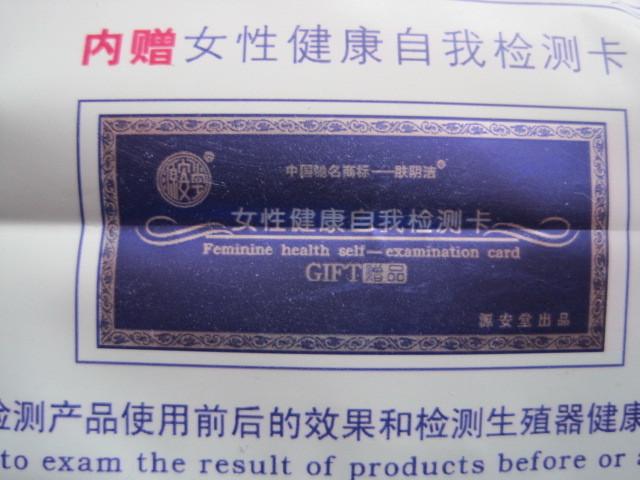 内赠女性健康自我检测卡
中国驰名商标——肤阴洁®
女性健康自我检测卡
Feminine health self—examination card
GIFT赠品
源安堂出品
检测产品使用前后的效果和检测生殖器健康
to exam the result of products before or a